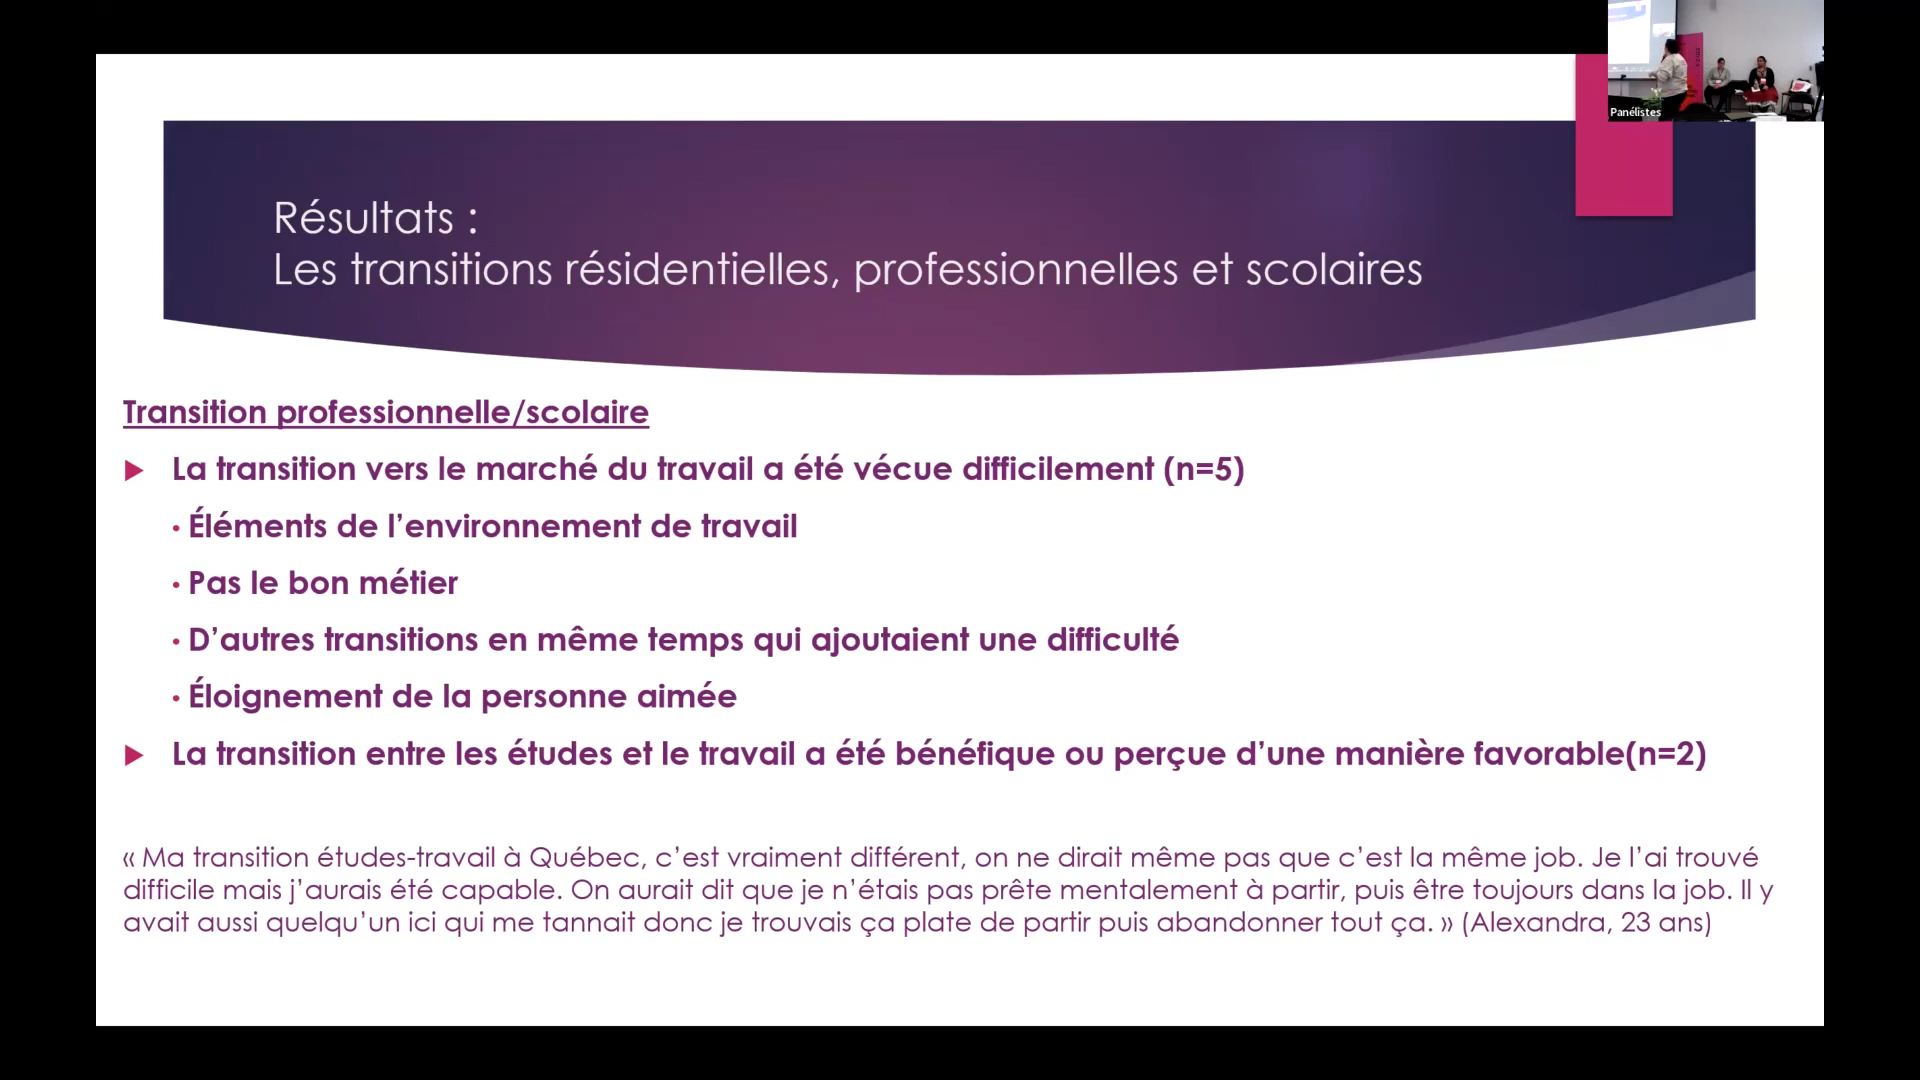 Panélistes
Résultats :
Les transitions résidentielles, professionnelles et scolaires
Transition professionnelle/scolaire
La transition vers le marché du travail a été vécue difficilement (n=5)
• Éléments de l’environnement de travail
• Pas le bon métier
• D’autres transitions en même temps qui ajoutaient une difficulté
• Éloignement de la personne aimée
La transition entre les études et le travail a été bénéfique ou perçue d’une manière favorable(n=2)
« Ma transition études-travail à Québec, c’est vraiment différent, on ne dirait même pas que c’est la même job. Je l’ai trouvé
difficile mais j’aurais été capable. On aurait dit que je n’étais pas prête mentalement à partir, puis être toujours dans la job. Il y
avait aussi quelqu’un ici qui me tannait donc je trouvais ça plate de partir puis abandonner tout ça. » (Alexandra, 23 ans)